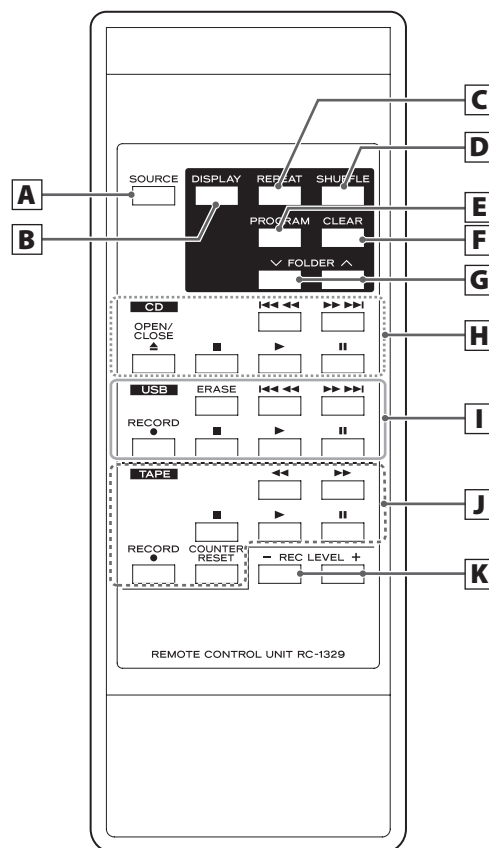 C
D
SOURCE DISPLAY REPEAT SHUFFLE
A
E
PROGRAM CLEAR
B
F
FOLDER
G
CD
OPEN/
CLOSE
H
USB ERASE
RECORD
I
TAPE
J
RECORD COUNTER
RESET
− REC LEVEL +
K
REMOTE CONTROL UNIT RC-1329